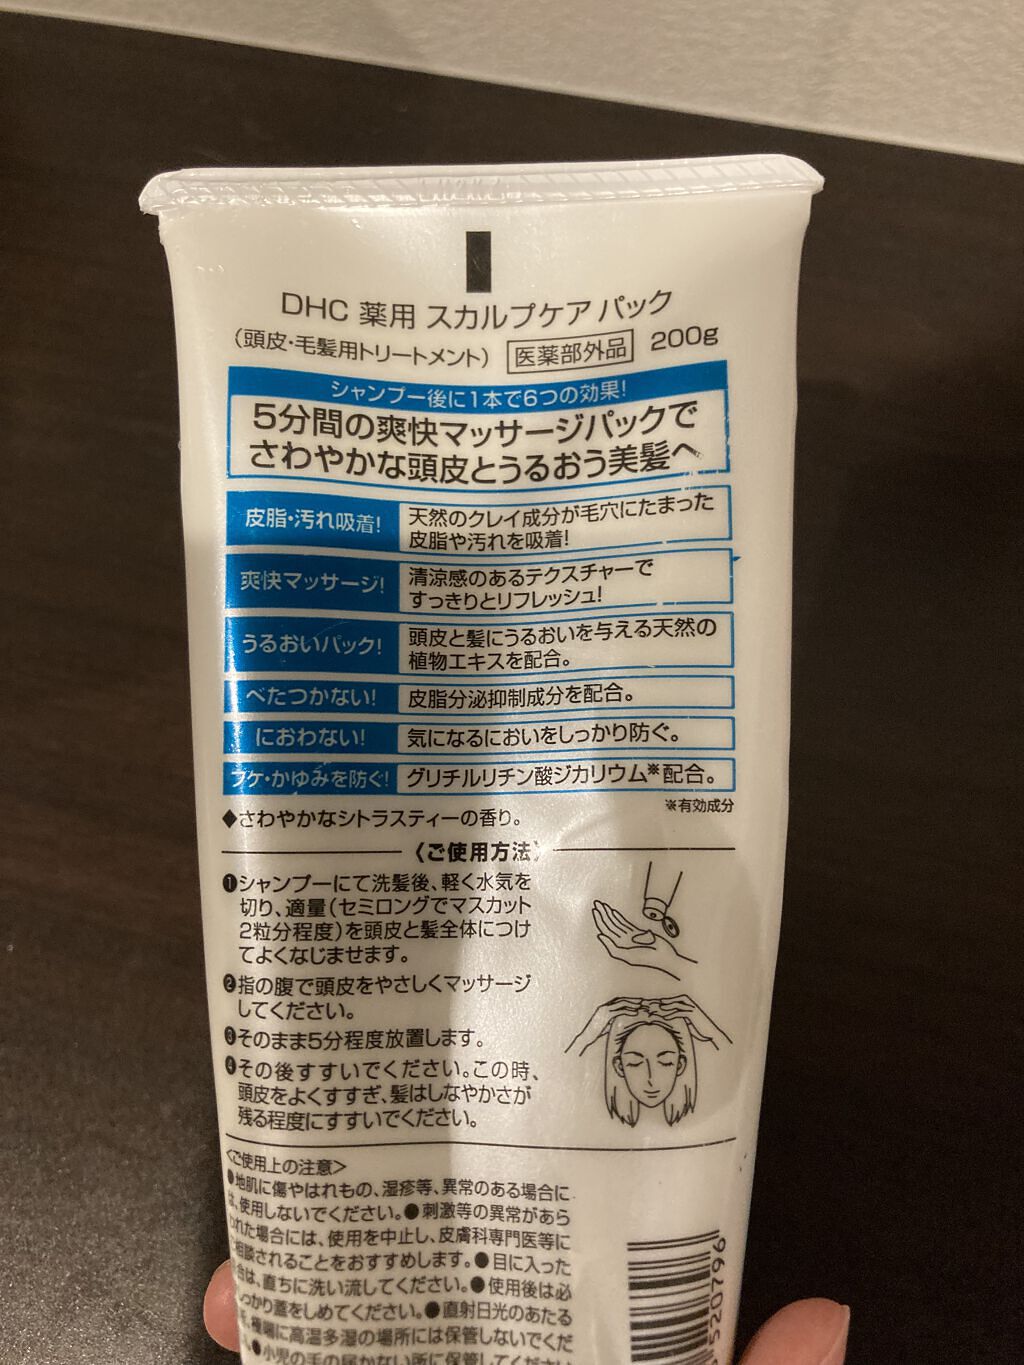 DHC 薬用 スカルプケア パック
(頭皮・毛髪用トリートメント) 医薬部外品 200g
シャンプー後に1本で6つの効果!
5分間の爽快マッサージパックで
さわやかな頭皮とうるおう美髪へ
皮脂・汚れ吸着! 天然のクレイ成分が毛穴にたまった
皮脂や汚れを吸着!
爽快マッサージ! 清涼感のあるテクスチャーで
すっきりとリフレッシュ!
うるおいパック! 頭皮と髪にうるおいを与える天然の
植物エキスを配合。
べたつかない! 皮脂分泌抑制成分を配合。
におわない! 気になるにおいをしっかり防ぐ。
フケ・かゆみを防ぐ! グリチルリチン酸ジカリウム※配合。
※有効成分
◆さわやかなシトラスティーの香り。
〈ご使用方法〉
❶シャンプーにて洗髪後、軽く水気を
切り、適量(セミロングでマスカット
2粒分程度)を頭皮と髪全体につけ
てよくなじませます。
❷指の腹で頭皮をやさしくマッサージ
してください。
❸そのまま5分程度放置します。
❹その後すすいでください。この時、
頭皮をよくすすぎ、髪はしなやかさが
残る程度にすすいでください。
<ご使用上の注意>
●地肌に傷やはれもの、湿疹等、異常のある場合に
は、使用しないでください。●刺激等の異常があら
われた場合には、使用を中止し、皮膚科専門医等に
ご相談されることをおすすめします。●目に入った
場合は、直ちに洗い流してください。●使用後は必
ずしっかり蓋をしめてください。●直射日光のあたる
極端に高温多湿の場所には保管しないでくだ
●小児の手の届かない所に保管してください
520796